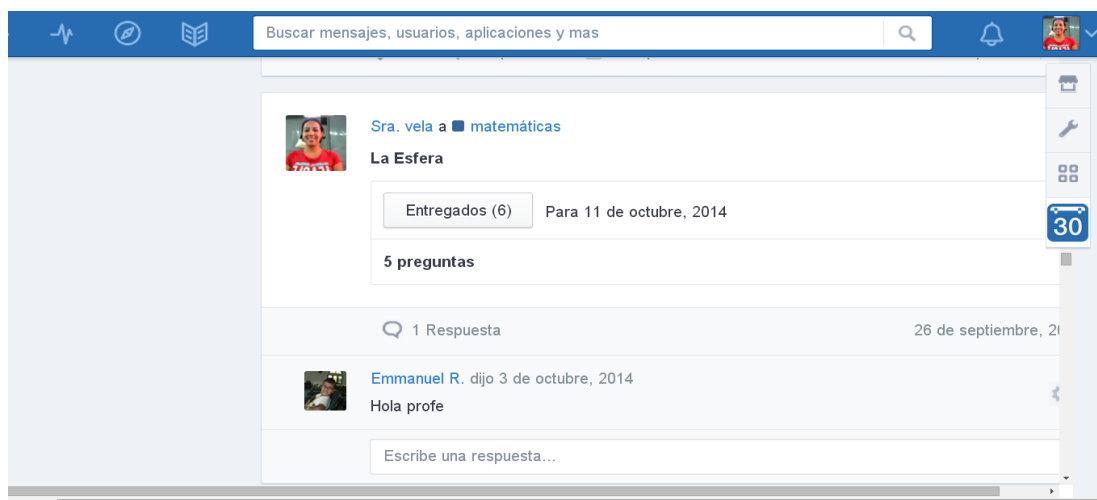 Buscar mensajes, usuarios, aplicaciones y mas
Sra. vela a matemáticas
La Esfera
Entregados (6) Para 11 de octubre, 2014
30
5 preguntas
1 Respuesta 26 de septiembre,
Emmanuel R. dijo 3 de octubre, 2014
Hola profe
Escribe una respuesta...